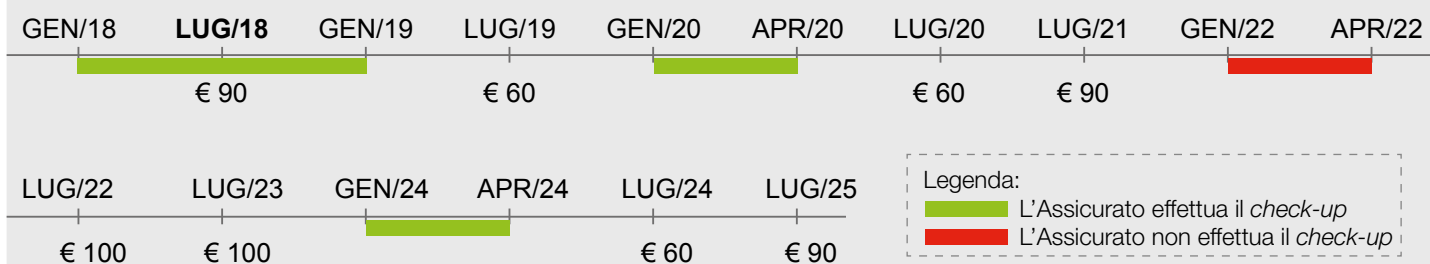 GEN/18 LUG/18 GEN/19 LUG/19 GEN/20 APR/20 LUG/20 LUG/21 GEN/22 APR/22
€ 90 € 60 € 60 € 90
LUG/22 LUG/23 GEN/24 APR/24 LUG/24 LUG/25
€ 100 € 100 € 60 € 90
Legenda:
L'Assicurato effettua il check-up
L'Assicurato non effettua il check-up